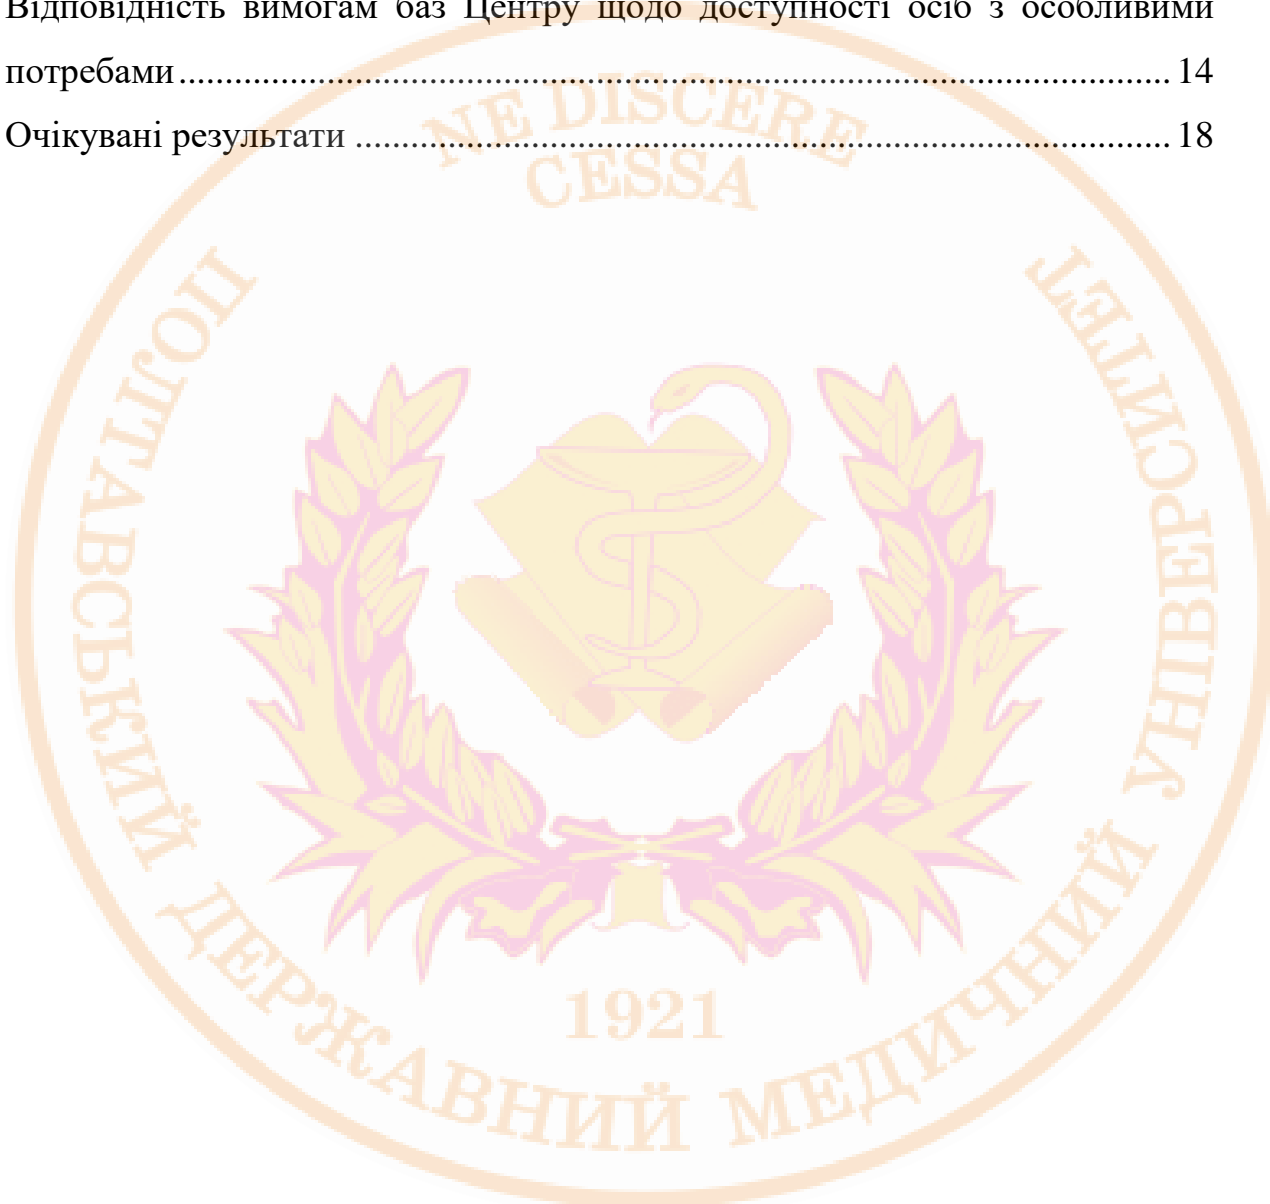 Відповідність вимогам баз Центру щодо доступності осіб з особливими
потребами........................................................................................................... 14
Очікувані результати ....................................................................................... 18
NE DISCERE
CESSA
ПОЛТАВСЬКИЙ ДЕРЖАВНИЙ МЕДИЧНИЙ УНІВЕРСИТЕТ
1921